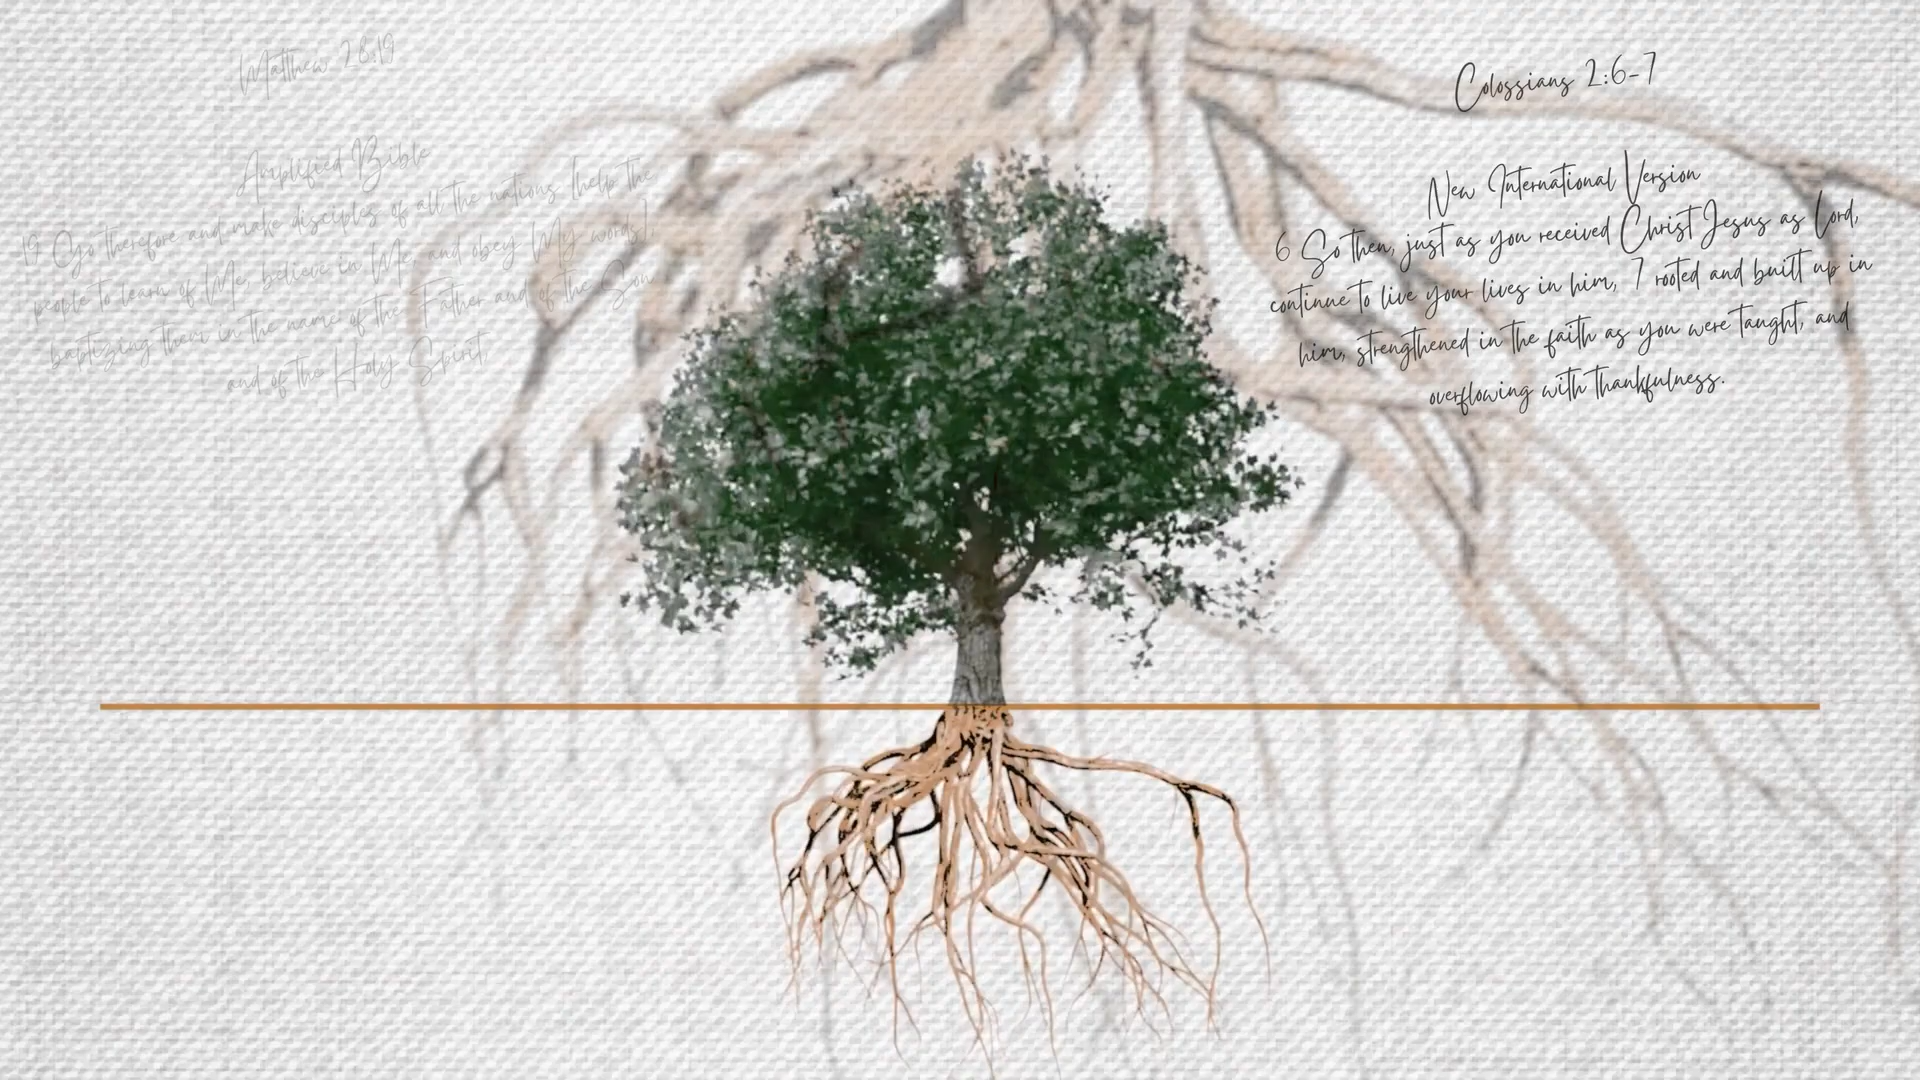 Matthew 28:19
Amplified Bible
19 Go therefore and make disciples of all the nations [help the
people to learn of Me, believe in Me, and obey My words],
baptizing them in the name of the Father and of the Son
and of the Holy Spirit,
Colossians 2:6-7
New International Version
6 So then, just as you received Christ Jesus as Lord,
continue to live your lives in him, 7 rooted and built up in
him, strengthened in the faith as you were taught, and
overflowing with thankfulness.